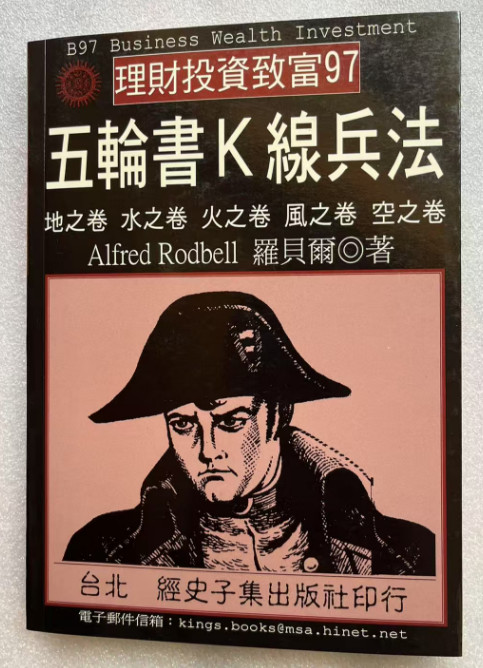 B97 Business Wealth Investment
理財投資致富97
五輪書K線兵法
地之卷 水之卷 火之卷 風之卷 空之卷
Alfred Rodbell 羅貝爾◎著
台北 經史子集出版社印行
電子郵件信箱：kings.books@msa.hinet.net